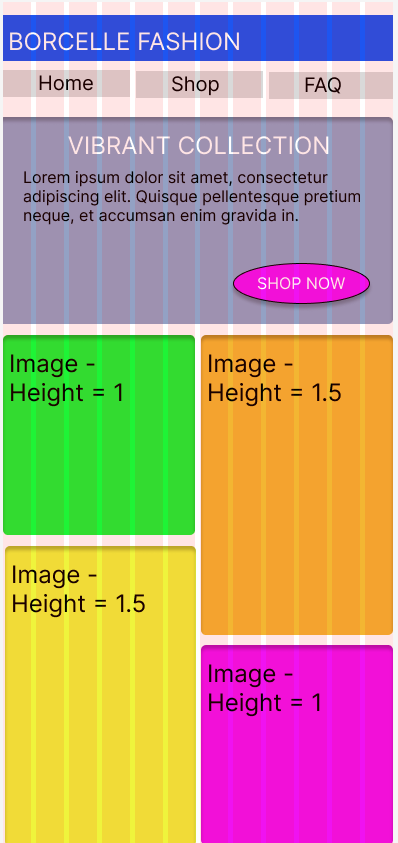 BORCELLE FASHION
Home
Shop
FAQ
VIBRANT COLLECTION
Lorem ipsum dolor sit amet, consectetur
adipiscing elit. Quisque pellentesque pretium
neque, et accumsan enim gravida in.
SHOP NOW
Image -
Height = 1
Image -
Height = 1.5
Image -
Height = 1.5
Image -
Height = 1